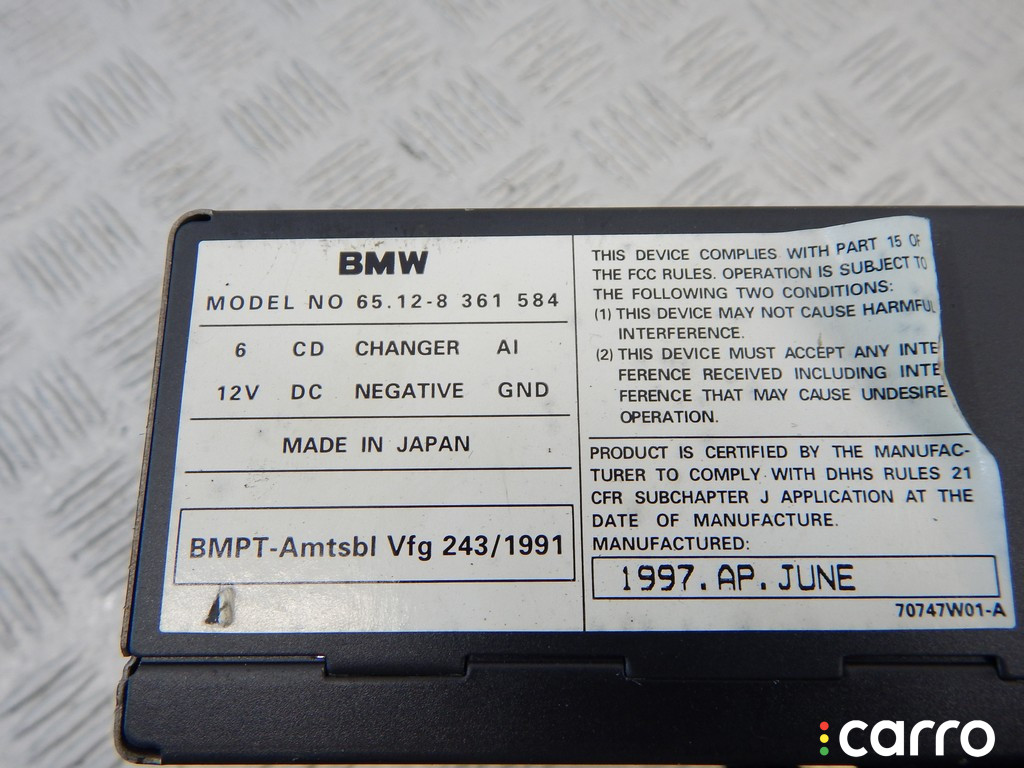 BMW
MODEL NO 65.12-8 361 584
6 CD CHANGER AI
12V DC NEGATIVE GND
MADE IN JAPAN
BMPT-Amtsbl Vfg 243/1991
THIS DEVICE COMPLIES WITH PART 15 OF
THE FCC RULES. OPERATION IS SUBJECT TO
THE FOLLOWING TWO CONDITIONS:
(1) THIS DEVICE MAY NOT CAUSE HARMFUL
INTERFERENCE.
(2) THIS DEVICE MUST ACCEPT ANY INTE
FERENCE RECEIVED INCLUDING INTE
FERENCE THAT MAY CAUSE UNDESIRE
OPERATION.
PRODUCT IS CERTIFIED BY THE MANUFAC-
TURER TO COMPLY WITH DHHS RULES 21
CFR SUBCHAPTER J APPLICATION AT THE
DATE OF MANUFACTURE.
MANUFACTURED:
1997.AP.JUNE
70747W01-A
carro